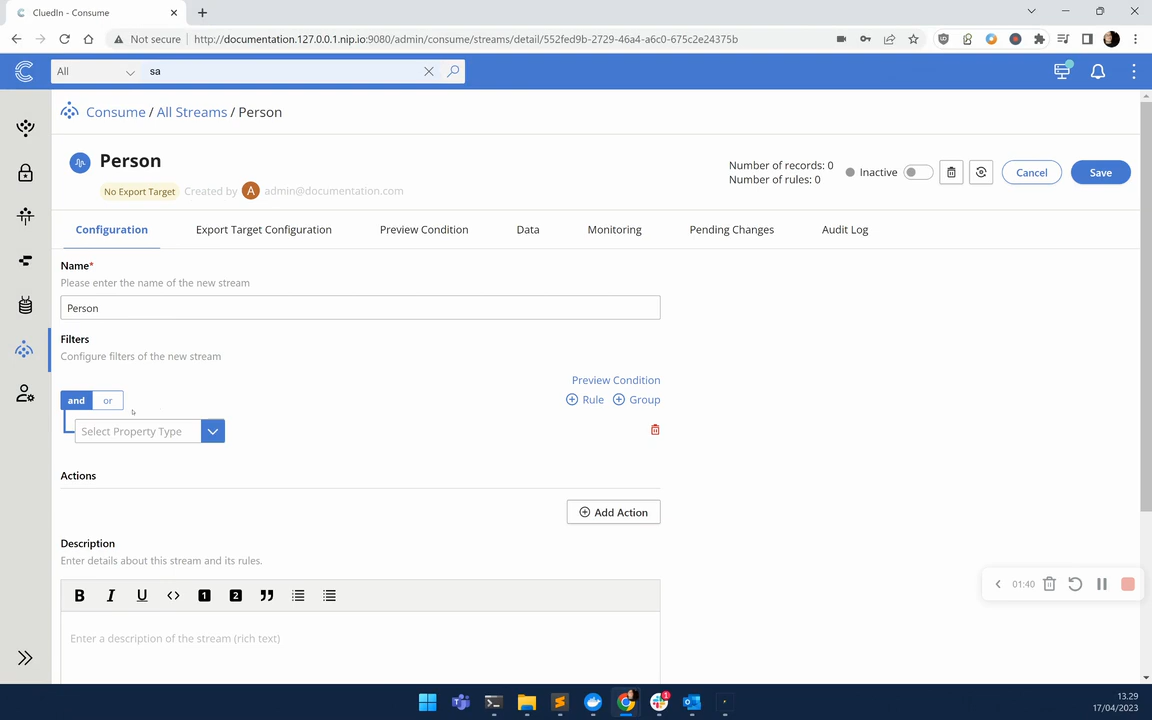 CluedIn - Consume
Not secure
http://documentation.127.0.0.1.nip.io:9080/admin/consume/streams/detail/552fed9b-2729-46a4-a6c0-675c2e24375b
All
sa
Consume / All Streams / Person
Person
No Export Target
Created by
A
admin@documentation.com
Number of records: 0
Number of rules: 0
Inactive
Cancel
Save
Configuration
Export Target Configuration
Preview Condition
Data
Monitoring
Pending Changes
Audit Log
Name*
Please enter the name of the new stream
Person
Filters
Configure filters of the new stream
Preview Condition
and
or
Rule
Group
Select Property Type
Actions
Add Action
Description
Enter details about this stream and its rules.
B
I
U
1
2
Enter a description of the stream (rich text)
01:40
1
13.29
17/04/2023